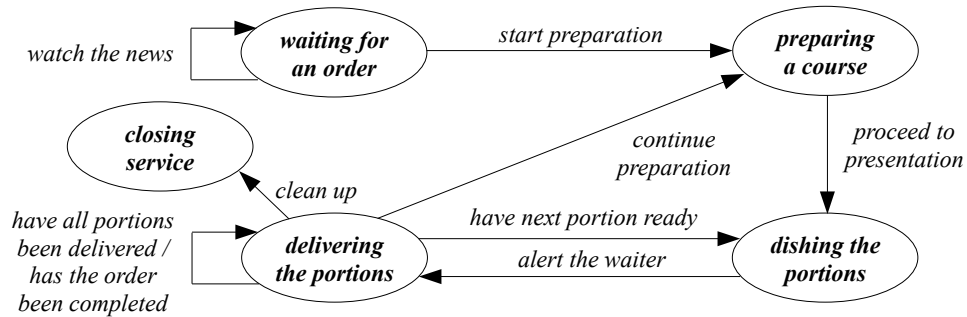 watch the news
waiting for
an order
start preparation
preparing
a course
closing
service
continue
preparation
proceed to
presentation
clean up
have all portions
been delivered /
has the order
been completed
delivering
the portions
have next portion ready
alert the waiter
dishing the
portions